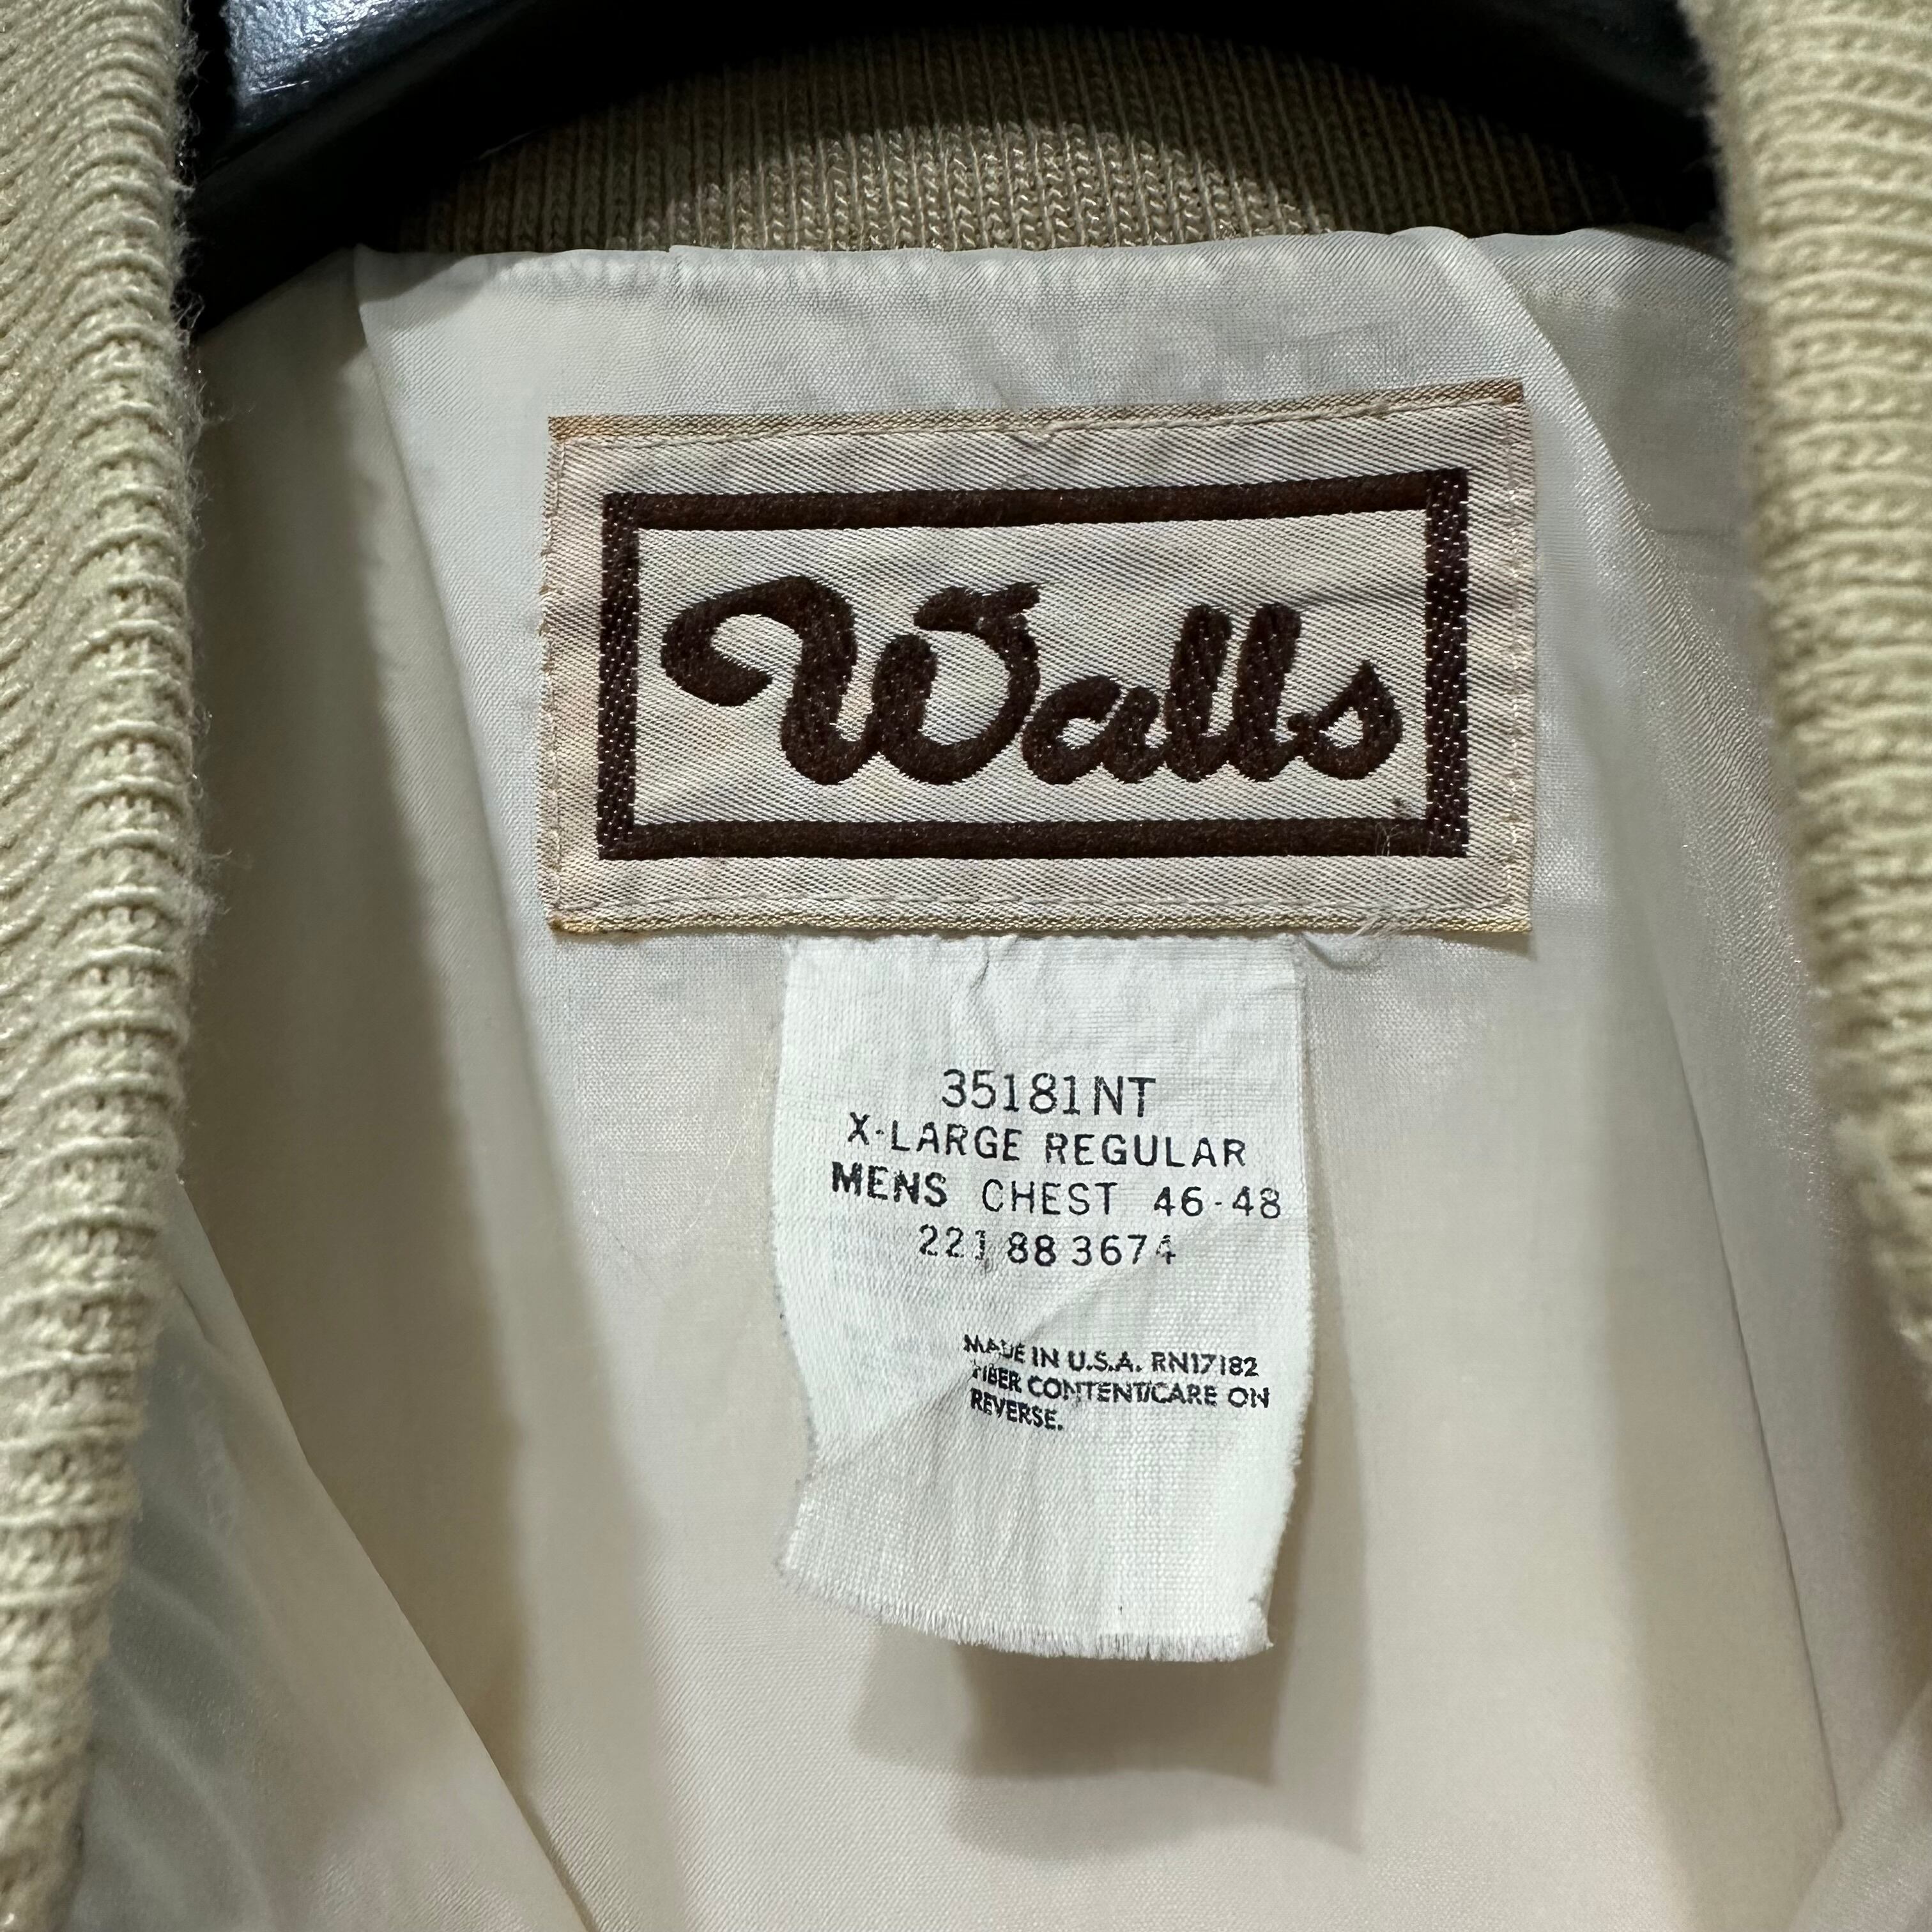 Walls
35181NT
X-LARGE REGULAR
MENS CHEST 46-48
221 88 3674
MADE IN U.S.A. RN17182
FIBER CONTENT/CARE ON
REVERSE.